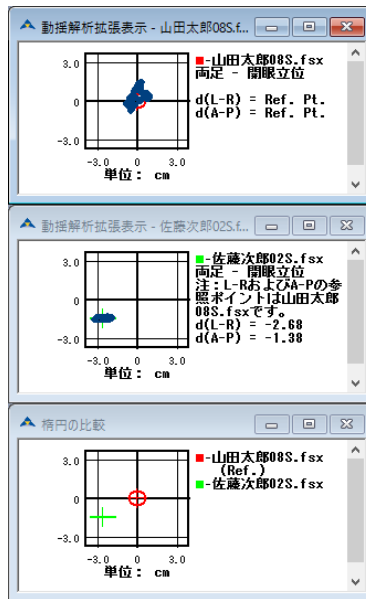 動揺解析拡張表示 - 山田太郎08S.f...
3.0
0
-3.0
-3.0 0 3.0
単位： cm
■-山田太郎08S.fsx
両足 - 開眼立位
d(L-R) = Ref. Pt.
d(A-P) = Ref. Pt.
動揺解析拡張表示 - 佐藤次郎02S.f...
3.0
0
-3.0
-3.0 0 3.0
単位： cm
■-佐藤次郎02S.fsx
両足 - 開眼立位
注：L-RおよびA-Pの参
照ポイントは山田太郎
08S.fsxです。
d(L-R) = -2.68
d(A-P) = -1.38
楕円の比較
3.0
0
-3.0
-3.0 0 3.0
単位： cm
■-山田太郎08S.fsx
(Ref.)
■-佐藤次郎02S.fsx